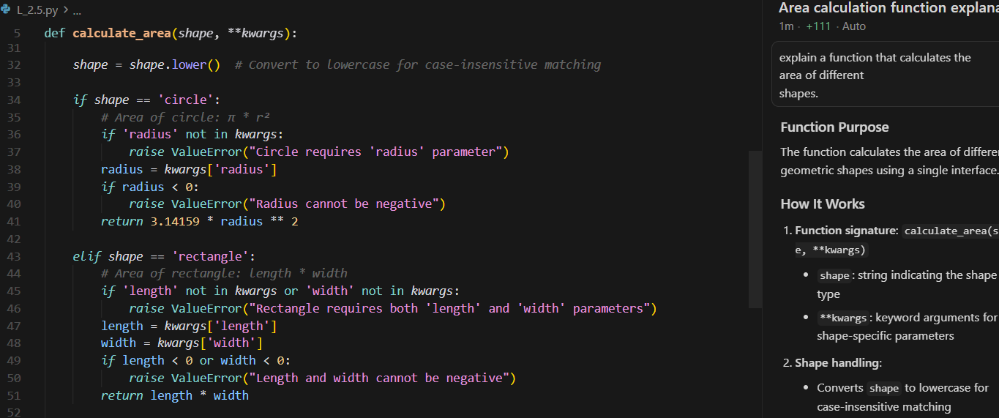 L_2.5.py > ...
5 def calculate_area(shape, **kwargs):
31
32 shape = shape.lower()  # Convert to lowercase for case-insensitive matching
33
34 if shape == 'circle':
35 # Area of circle: π * r²
36 if 'radius' not in kwargs:
37 raise ValueError("Circle requires 'radius' parameter")
38 radius = kwargs['radius']
39 if radius < 0:
40 raise ValueError("Radius cannot be negative")
41 return 3.14159 * radius ** 2
42
43 elif shape == 'rectangle':
44 # Area of rectangle: length * width
45 if 'length' not in kwargs or 'width' not in kwargs:
46 raise ValueError("Rectangle requires both 'length' and 'width' parameters")
47 length = kwargs['length']
48 width = kwargs['width']
49 if length < 0 or width < 0:
50 raise ValueError("Length and width cannot be negative")
51 return length * width
52
Area calculation function explana
1m · +111 · Auto
explain a function that calculates the
area of different
shapes.
Function Purpose
The function calculates the area of differe
geometric shapes using a single interface.
How It Works
1. Function signature: calculate_area(s
e, **kwargs)
• shape: string indicating the shape
type
• **kwargs: keyword arguments for
shape-specific parameters
2. Shape handling:
• Converts shape to lowercase for
case-insensitive matching